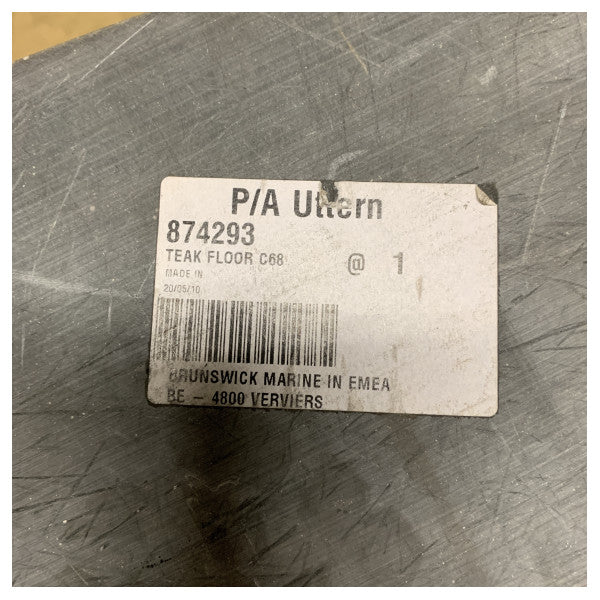 P/A Uttern
874293
TEAK FLOOR C68 @ 1
MADE IN
20/05/10
BRUNSWICK MARINE IN EMEA
BE - 4800 VERVIERS